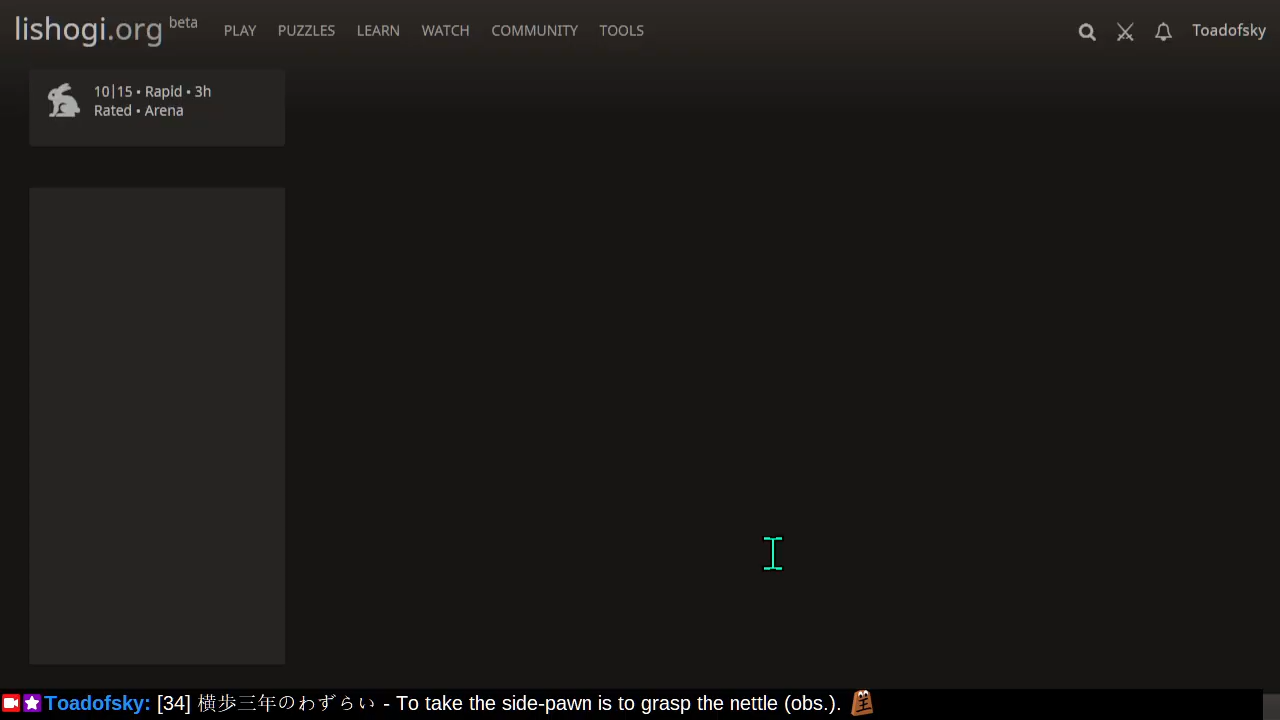 lishogi.org beta
PLAY PUZZLES LEARN WATCH COMMUNITY TOOLS Toadofsky
10|15 • Rapid • 3h
Rated • Arena
Toadofsky: [34] 横歩三年のわずらい - To take the side-pawn is to grasp the nettle (obs.).